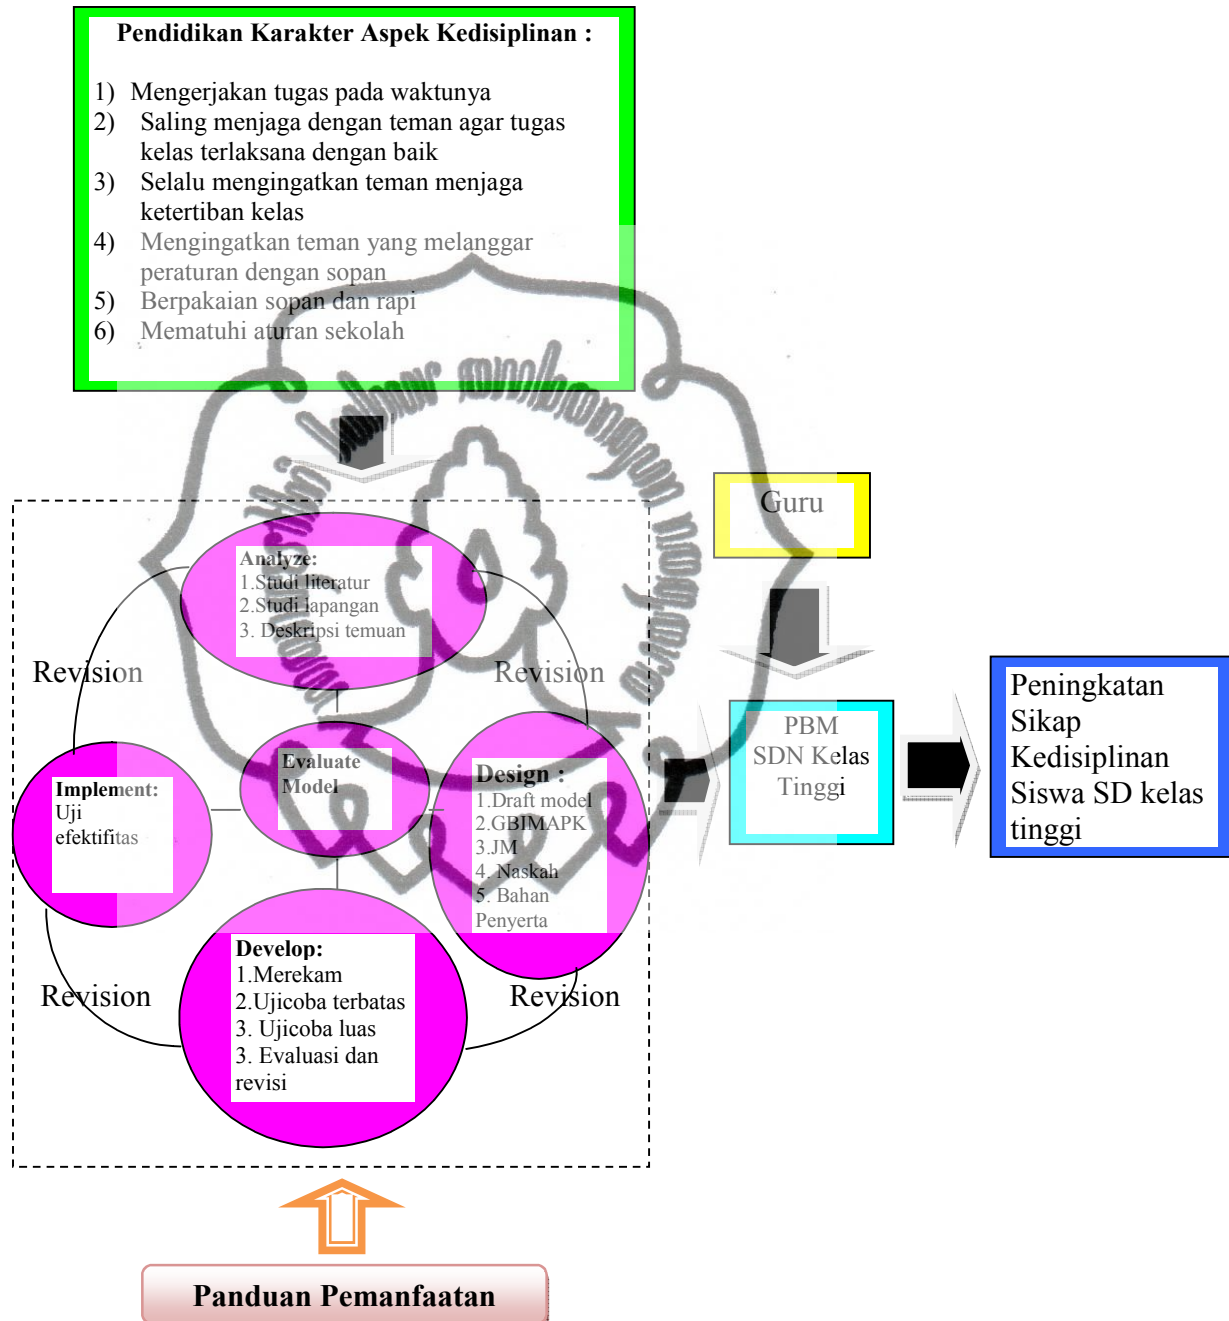 Pendidikan Karakter Aspek Kedisiplinan :
1) Mengerjakan tugas pada waktunya
2) Saling menjaga dengan teman agar tugas
kelas terlaksana dengan baik
3) Selalu mengingatkan teman menjaga
ketertiban kelas
4) Mengingatkan teman yang melanggar
peraturan dengan sopan
5) Berpakaian sopan dan rapi
6) Mematuhi aturan sekolah
Guru
Analyze:
1.Studi literatur
2.Studi lapangan
3. Deskripsi temuan
Revision
Revision
Evaluate
Model
Implement:
Uji
efektifitas
Design :
1.Draft model
2.GBIMAPK
3.JM
4. Naskah
5. Bahan
Penyerta
PBM
SDN Kelas
Tinggi
Peningkatan
Sikap
Kedisiplinan
Siswa SD kelas
tinggi
Develop:
1.Merekam
2.Ujicoba terbatas
3. Ujicoba luas
3. Evaluasi dan
revisi
Revision
Revision
Panduan Pemanfaatan